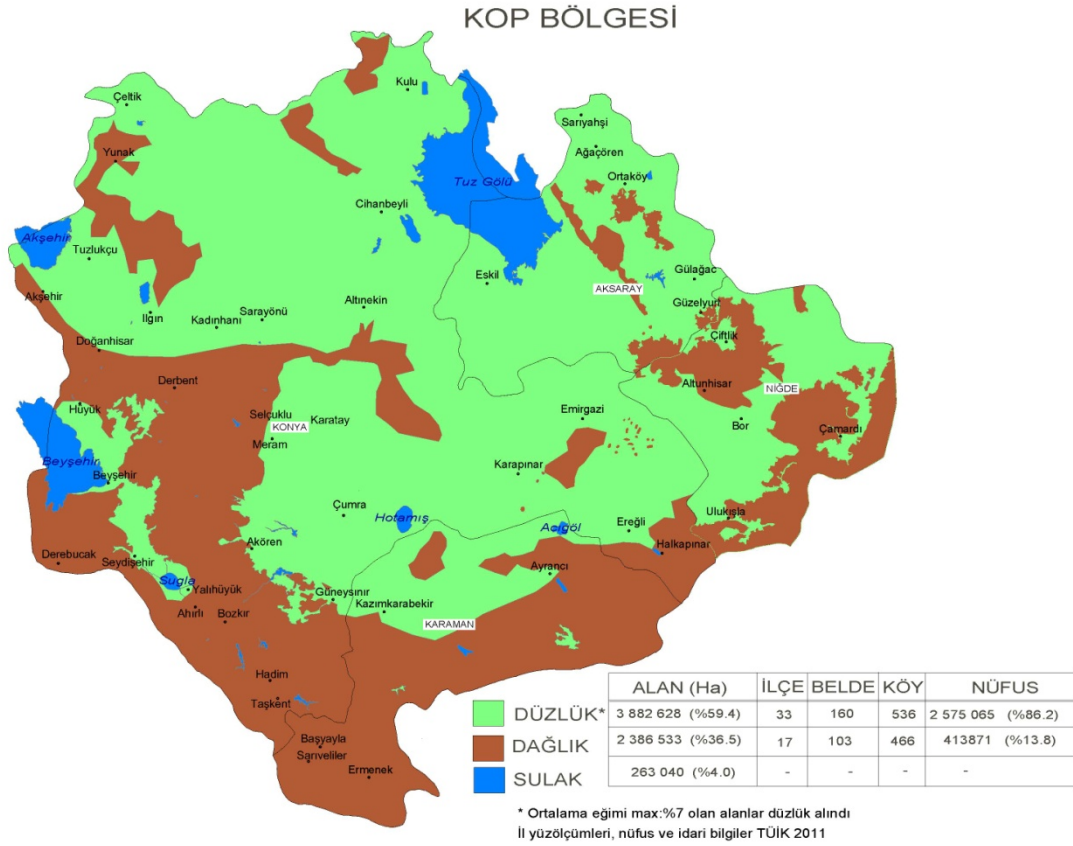 KOP BÖLGESİ
Kulu
Çeltik
Sarıyahşi
Ağaçören
Yunak
Tuz Gölü
Ortaköy
Cihanbeyli
Akşehir
Tuzlukçu
Eskil
Gülağaç
AKSARAY
Akşehir
Altınekin
Güzelyurt
Ilgın
Kadınhanı
Sarayönü
Çiftlik
Doğanhisar
Derbent
Altunhisar
NİĞDE
Hüyük
Selçuklu
Karatay
KONYA
Emirgazi
Bor
Meram
Çamardı
Beyşehir
Beyşehir
Karapınar
Çumra
Hotamış
Acıgöl
Ereğli
Ulukışla
Akören
Halkapınar
Derebucak
Seydişehir
Ayrancı
Sugla
Yalıhüyük
Güneysınır
Ahırlı
Bozkır
Kazımkarabekir
KARAMAN
Hadim
Taşkent
Başyayla
Sarıveliler
Ermenek
ALAN (Ha) İLÇE BELDE KÖY NÜFUS
DÜZLÜK* 3 882 628 (%59.4) 33 160 536 2 575 065 (%86.2)
DAĞLIK 2 386 533 (%36.5) 17 103 466 413871 (%13.8)
SULAK 263 040 (%4.0) - - - -
* Ortalama eğimi max:%7 olan alanlar düzlük alındı
İl yüzölçümleri, nüfus ve idari bilgiler TÜİK 2011